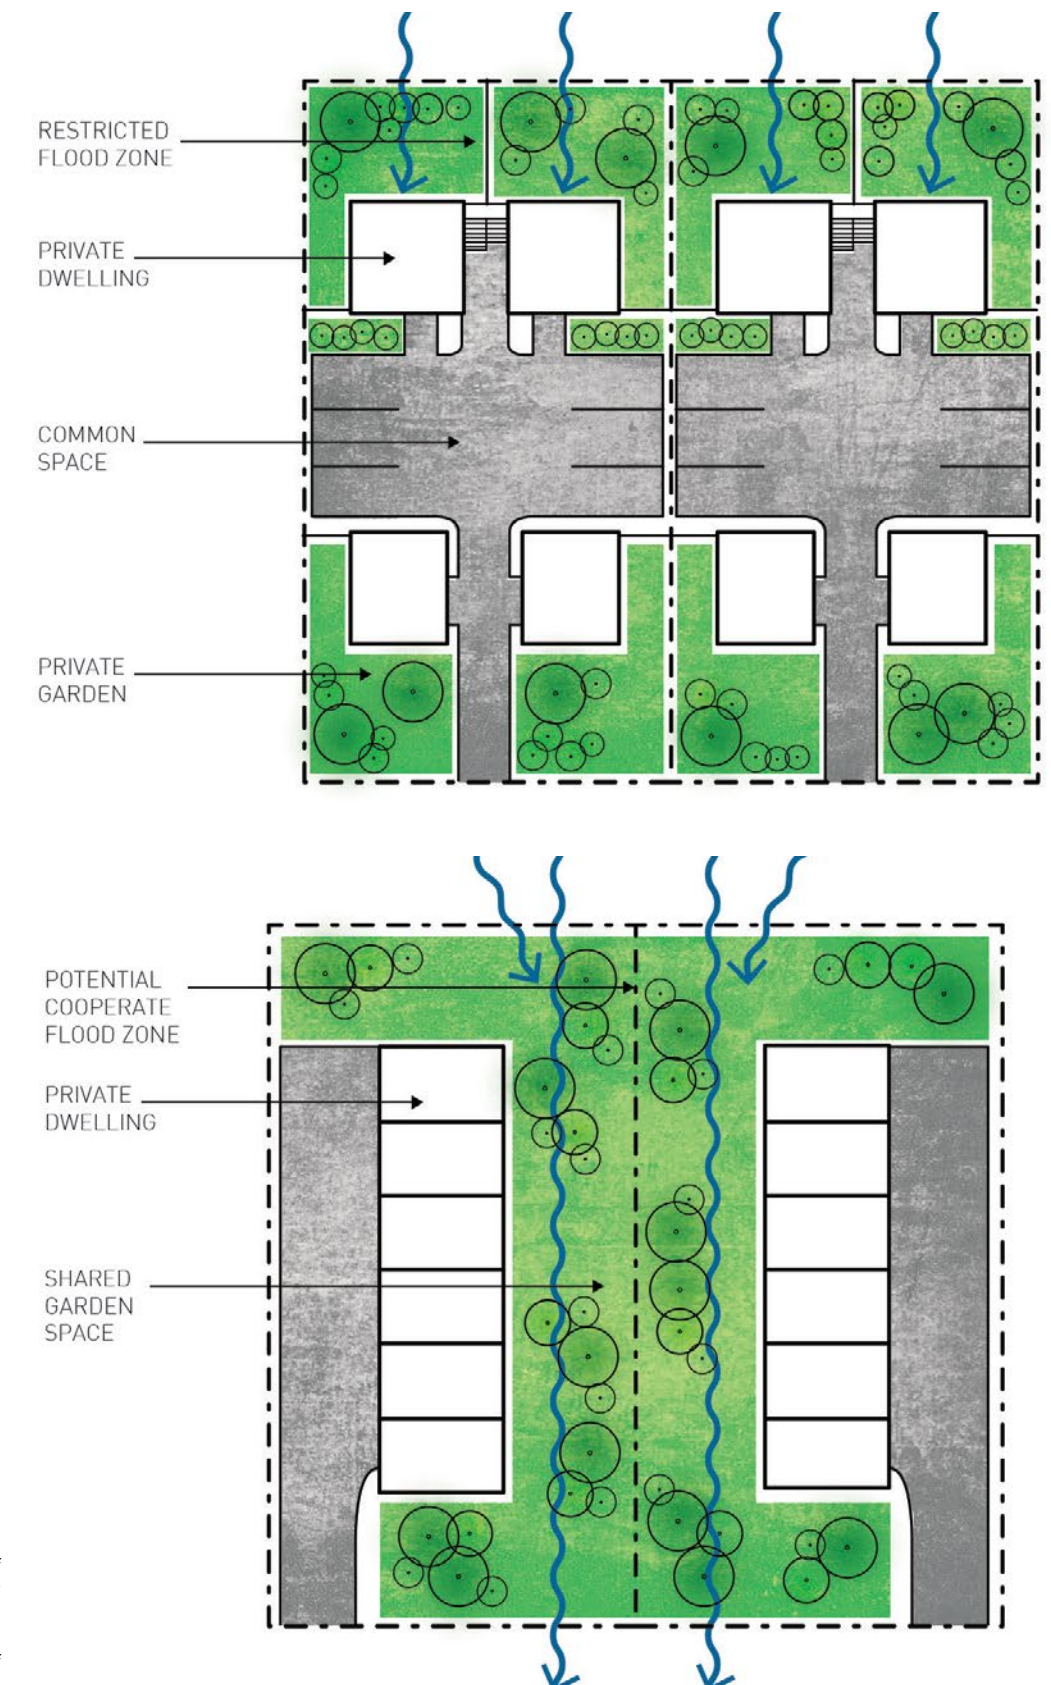 RESTRICTED
FLOOD ZONE
PRIVATE
DWELLING
COMMON
SPACE
PRIVATE
GARDEN
POTENTIAL
COOPERATE
FLOOD ZONE
PRIVATE
DWELLING
SHARED
GARDEN
SPACE